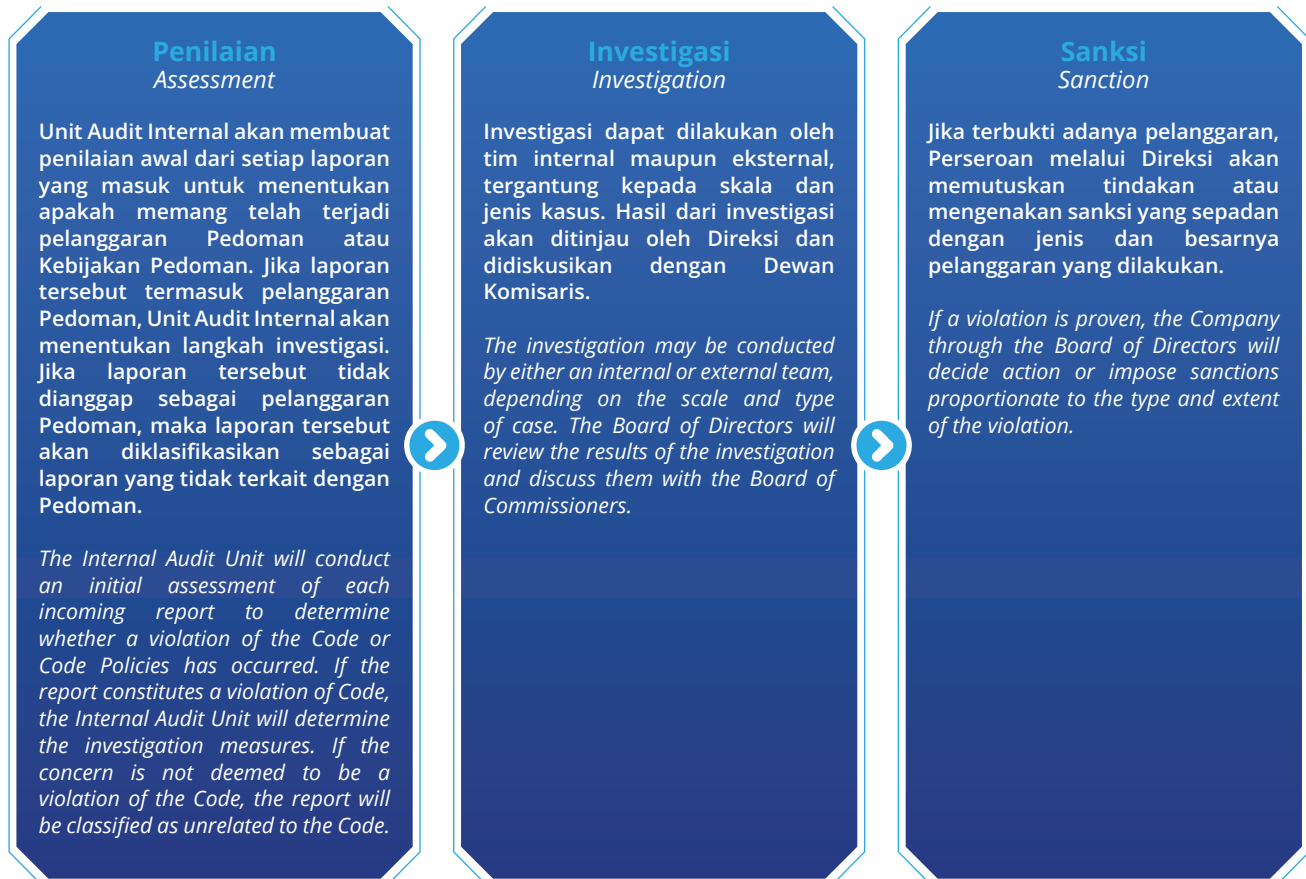 Penilaian
Assessment
Unit Audit Internal akan membuat
penilaian awal dari setiap laporan
yang masuk untuk menentukan
apakah memang telah terjadi
pelanggaran Pedoman atau
Kebijakan Pedoman. Jika laporan
tersebut termasuk pelanggaran
Pedoman, Unit Audit Internal akan
menentukan langkah investigasi.
Jika laporan tersebut tidak
dianggap sebagai pelanggaran
Pedoman, maka laporan tersebut
akan diklasifikasikan sebagai
laporan yang tidak terkait dengan
Pedoman.
The Internal Audit Unit will conduct
an initial assessment of each
incoming report to determine
whether a violation of the Code or
Code Policies has occurred. If the
report constitutes a violation of Code,
the Internal Audit Unit will determine
the investigation measures. If the
concern is not deemed to be a
violation of the Code, the report will
be classified as unrelated to the Code.
Investigasi
Investigation
Investigasi dapat dilakukan oleh
tim internal maupun eksternal,
tergantung kepada skala dan
jenis kasus. Hasil dari investigasi
akan ditinjau oleh Direksi dan
didiskusikan dengan Dewan
Komisaris.
The investigation may be conducted
by either an internal or external team,
depending on the scale and type
of case. The Board of Directors will
review the results of the investigation
and discuss them with the Board of
Commissioners.
Sanksi
Sanction
Jika terbukti adanya pelanggaran,
Perseroan melalui Direksi akan
memutuskan tindakan atau
mengenakan sanksi yang sepadan
dengan jenis dan besarnya
pelanggaran yang dilakukan.
If a violation is proven, the Company
through the Board of Directors will
decide action or impose sanctions
proportionate to the type and extent
of the violation.